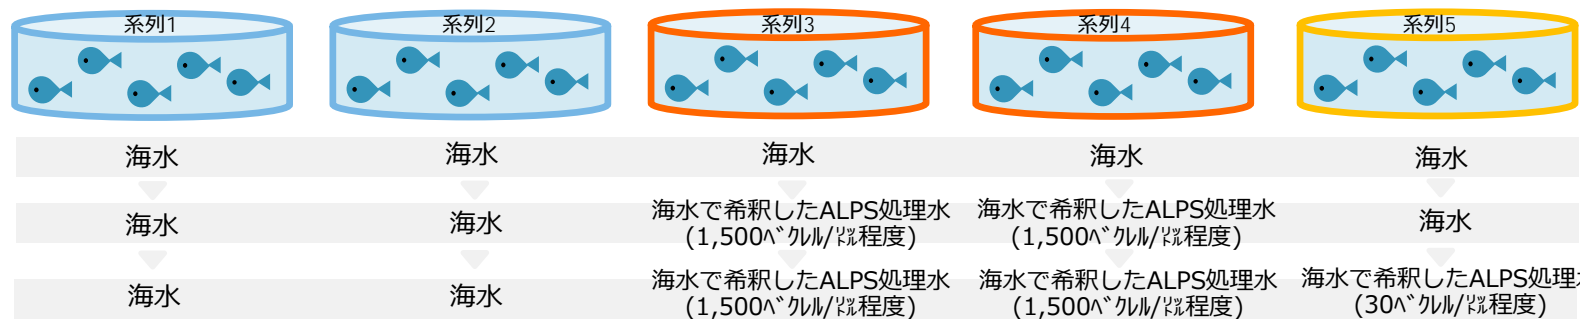 系列1 系列2 系列3 系列4 系列5
海水 海水 海水 海水 海水
海水 海水 海水で希釈したALPS処理水 海水で希釈したALPS処理水 海水
(1,500ﾍﾞｸﾚﾙ/㍑程度) (1,500ﾍﾞｸﾚﾙ/㍑程度)
海水 海水 海水で希釈したALPS処理水 海水で希釈したALPS処理水 海水で希釈したALPS処理水
(1,500ﾍﾞｸﾚﾙ/㍑程度) (1,500ﾍﾞｸﾚﾙ/㍑程度) (30ﾍﾞｸﾚﾙ/㍑程度)